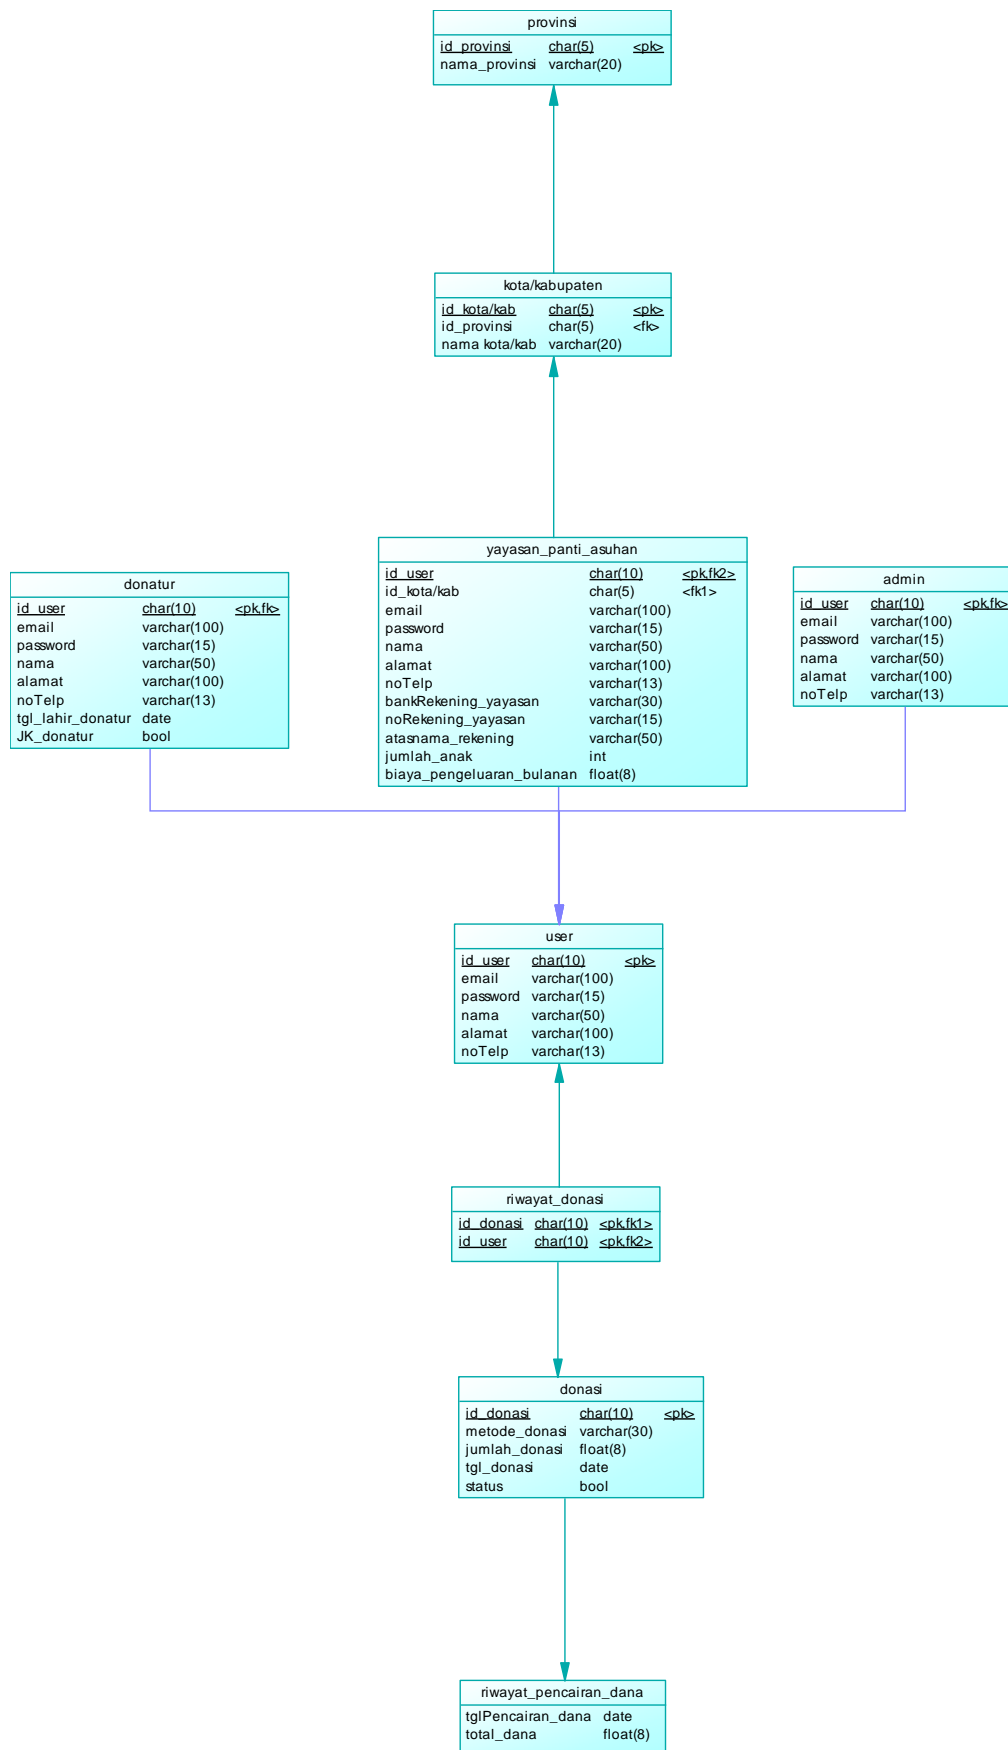 provinsi
id_provinsi char(5) <pk>
nama_provinsi varchar(20)
kota/kabupaten
id_kota/kab char(5) <pk>
id_provinsi char(5) <fk>
nama kota/kab varchar(20)
yayasan_panti_asuhan
id_user char(10) <pk,fk2>
id_kota/kab char(5) <fk1>
email varchar(100)
password varchar(15)
nama varchar(50)
alamat varchar(100)
noTelp varchar(13)
bankRekening_yayasan varchar(30)
noRekening_yayasan varchar(15)
atasnama_rekening varchar(50)
jumlah_anak int
biaya_pengeluaran_bulanan float(8)
donatur
id_user char(10) <pk,fk>
email varchar(100)
password varchar(15)
nama varchar(50)
alamat varchar(100)
noTelp varchar(13)
tgl_lahir_donatur date
JK_donatur bool
admin
id_user char(10) <pk,fk>
email varchar(100)
password varchar(15)
nama varchar(50)
alamat varchar(100)
noTelp varchar(13)
user
id_user char(10) <pk>
email varchar(100)
password varchar(15)
nama varchar(50)
alamat varchar(100)
noTelp varchar(13)
riwayat_donasi
id_donasi char(10) <pk,fk1>
id_user char(10) <pk,fk2>
donasi
id_donasi char(10) <pk>
metode_donasi varchar(30)
jumlah_donasi float(8)
tgl_donasi date
status bool
riwayat_pencairan_dana
tglPencairan_dana date
total_dana float(8)